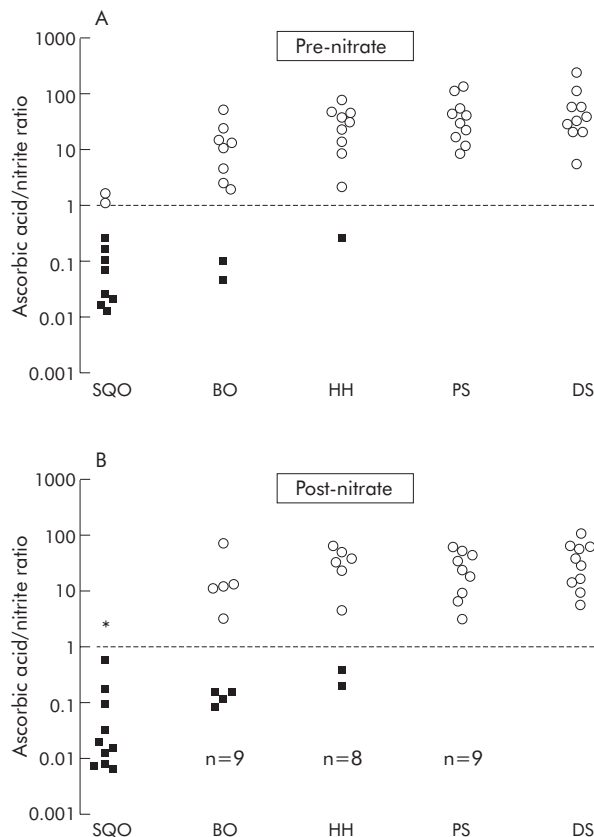 A
Pre-nitrate
1000
100
10
1
0.1
0.01
0.001
Ascorbic acid/nitrite ratio
SQO BO HH PS DS
B
Post-nitrate
1000
100
10
1
0.1
0.01
0.001
Ascorbic acid/nitrite ratio
*
n=9 n=8 n=9
SQO BO HH PS DS